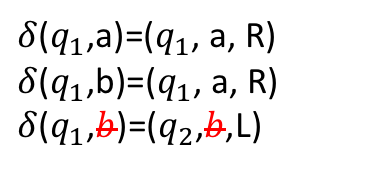 𝛿(𝑞₁,a)=(𝑞₁, a, R)
𝛿(𝑞₁,b)=(𝑞₁, a, R)
𝛿(𝑞₁,b̶)=(𝑞₂,b̶,L)